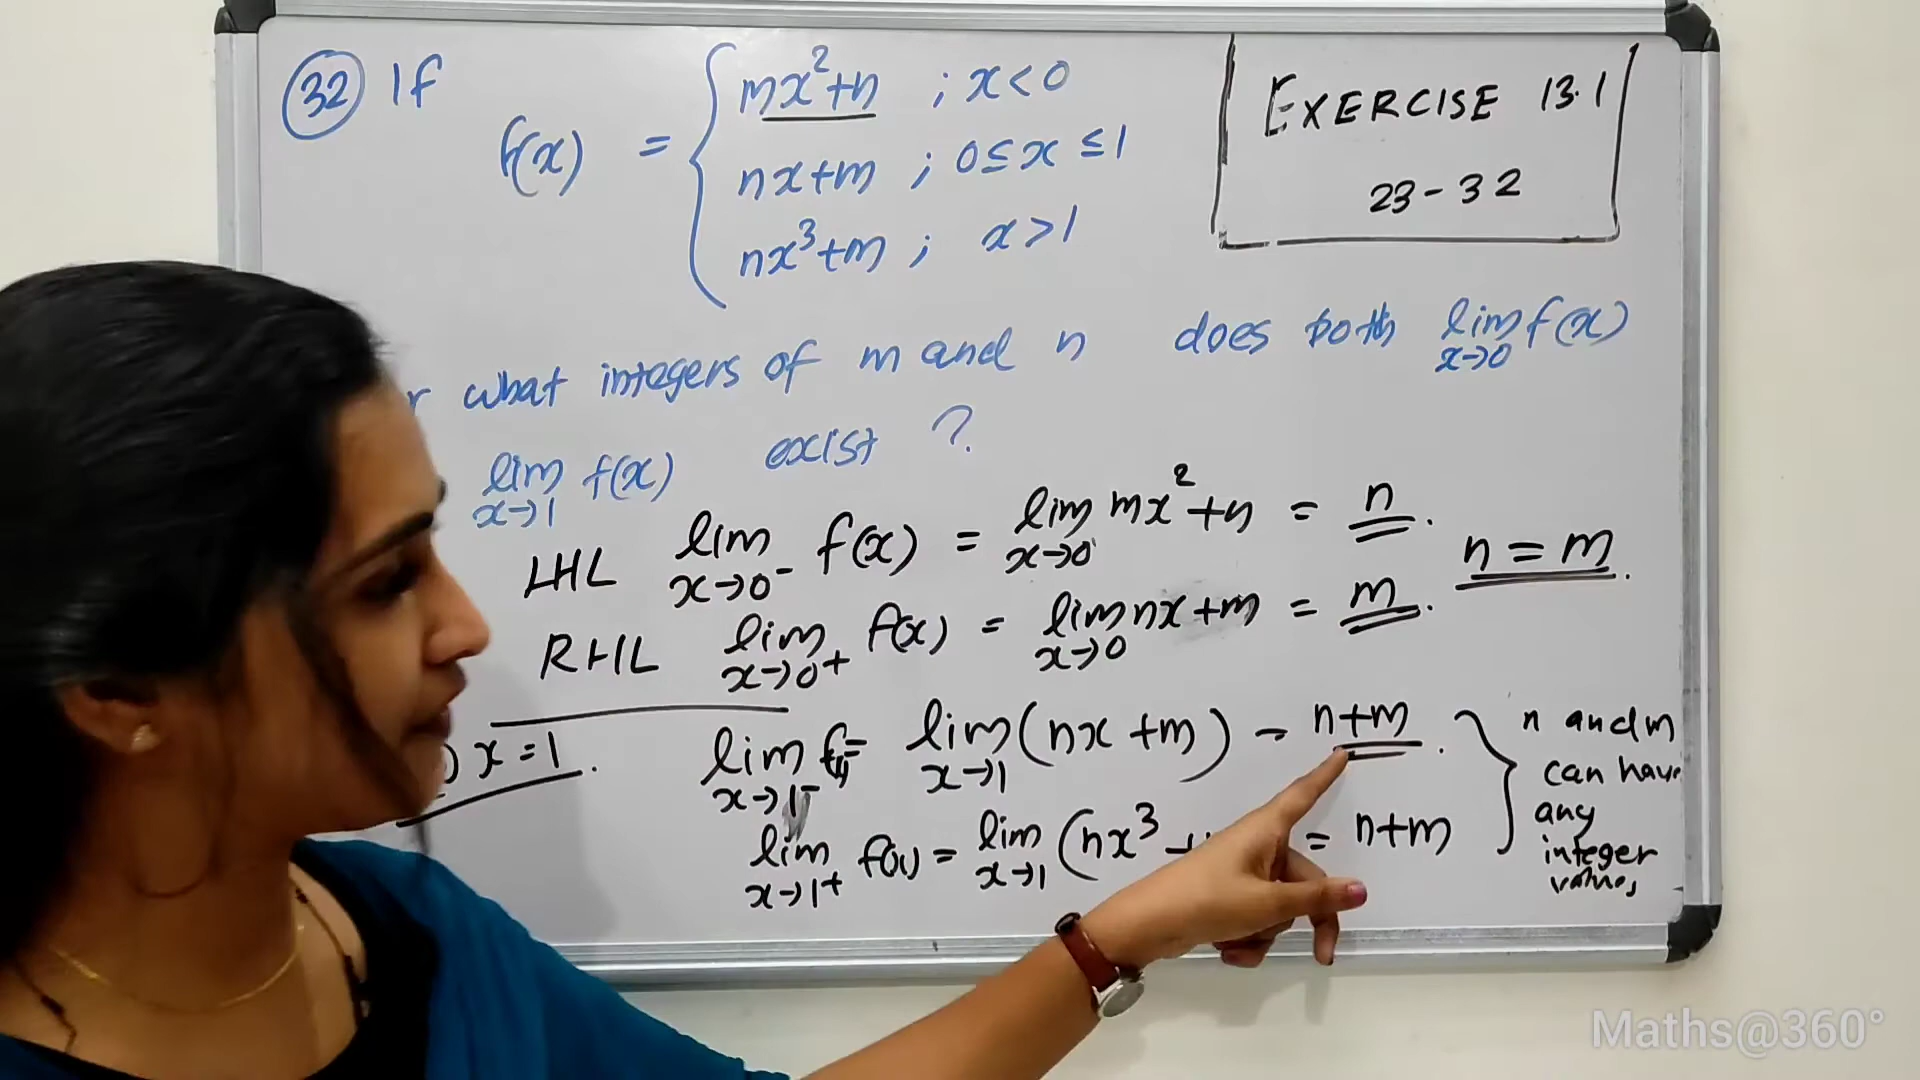 32 If
f(x) = { mx²+n ; x<0
nx+m ; 0≤x≤1
nx³+m ; x>1
EXERCISE 13.1
23-32
r what integers of m and n does both lim x→0 f(x)
lim x→1 f(x) exist ?
LHL lim x→0⁻ f(x) = lim x→0 mx²+n = n.
RHL lim x→0+ f(x) = lim x→0 nx+m = m.
n = m.
x=1. lim x→1⁻ = lim x→1 (nx+m) = n+m.
lim x→1+ f(x) = lim x→1 (nx³ + = n+m
n and m
can have
any
integer
values
Maths@360°